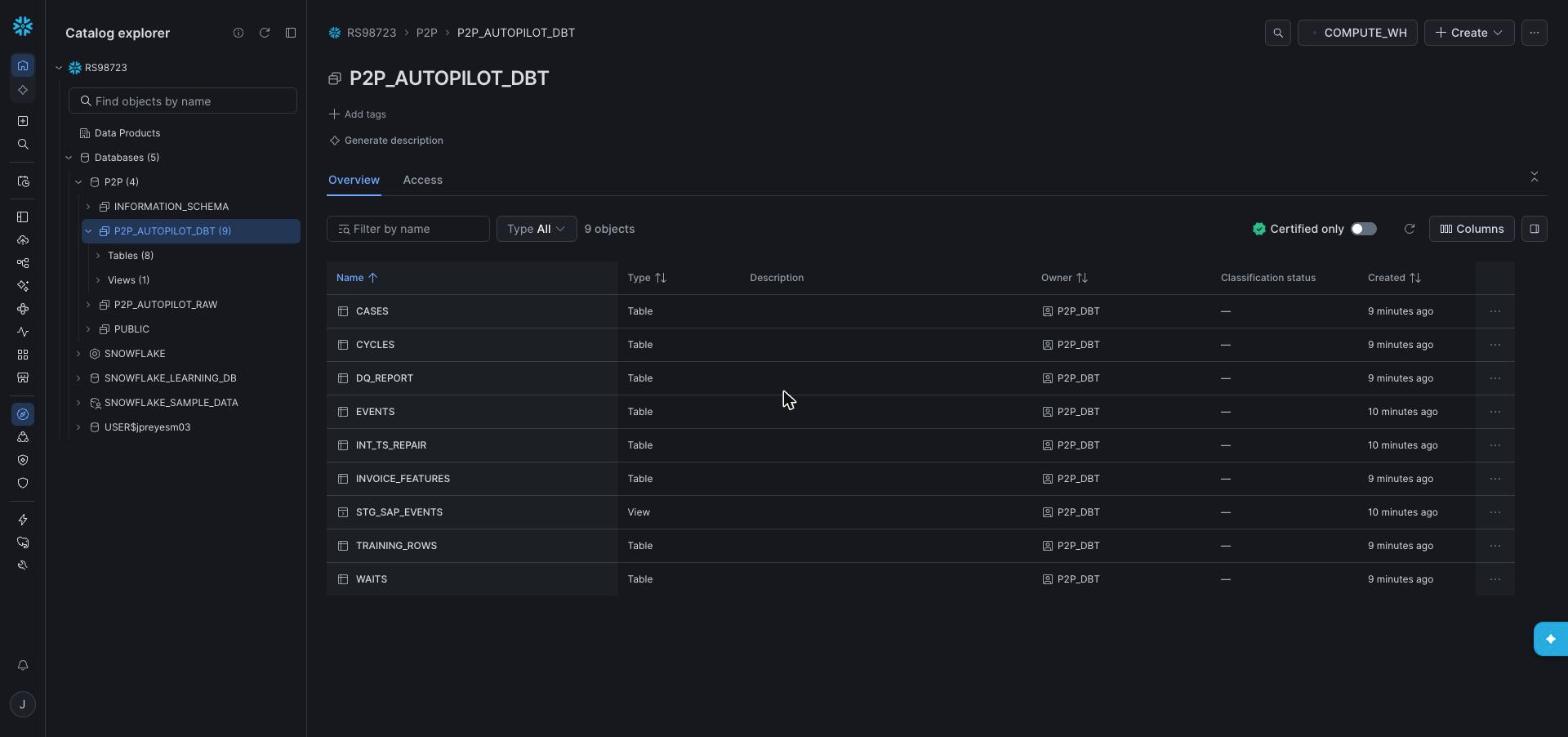 Catalog explorer
RS98723
Find objects by name
Data Products
Databases (5)
P2P (4)
INFORMATION_SCHEMA
P2P_AUTOPILOT_DBT (9)
Tables (8)
Views (1)
P2P_AUTOPILOT_RAW
PUBLIC
SNOWFLAKE
SNOWFLAKE_LEARNING_DB
SNOWFLAKE_SAMPLE_DATA
USER$jpreyesm03
J
RS98723 > P2P > P2P_AUTOPILOT_DBT
COMPUTE_WH
+ Create
...
P2P_AUTOPILOT_DBT
+ Add tags
Generate description
Overview Access
Filter by name
Type All
9 objects
Certified only
Columns
Name Type Description Owner Classification status Created
CASES Table P2P_DBT — 9 minutes ago ...
CYCLES Table P2P_DBT — 9 minutes ago ...
DQ_REPORT Table P2P_DBT — 9 minutes ago ...
EVENTS Table P2P_DBT — 10 minutes ago ...
INT_TS_REPAIR Table P2P_DBT — 10 minutes ago ...
INVOICE_FEATURES Table P2P_DBT — 9 minutes ago ...
STG_SAP_EVENTS View P2P_DBT — 10 minutes ago ...
TRAINING_ROWS Table P2P_DBT — 9 minutes ago ...
WAITS Table P2P_DBT — 9 minutes ago ...